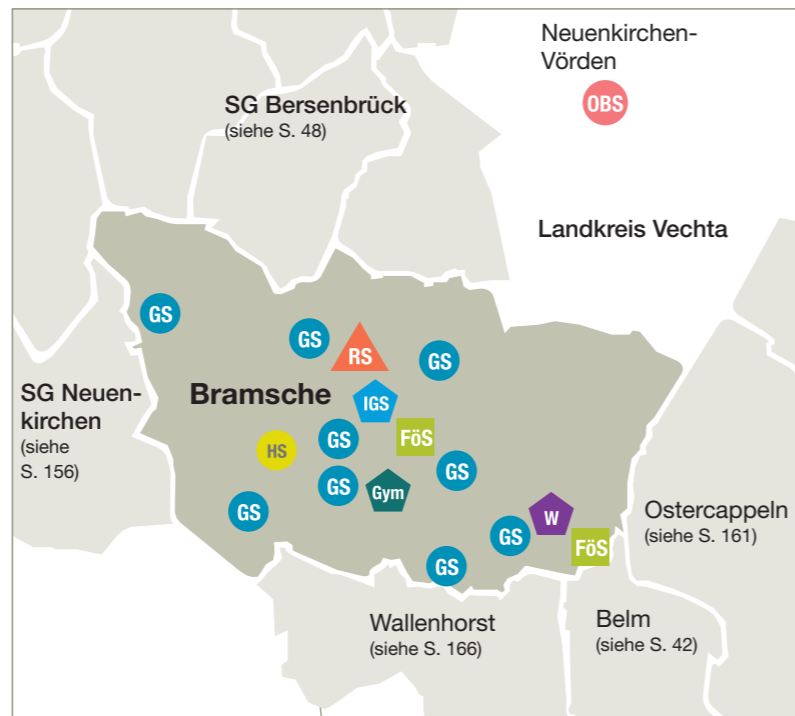 Neuenkirchen-
Vörden
OBS
SG Bersenbrück
(siehe S. 48)
Landkreis Vechta
GS
GS
RS
GS
SG Neuen-
kirchen
(siehe
S. 156)
Bramsche
IGS
GS
FöS
HS
GS
GS
Gym
GS
W
GS
FöS
GS
Ostercappeln
(siehe S. 161)
Wallenhorst
(siehe S. 166)
Belm
(siehe S. 42)